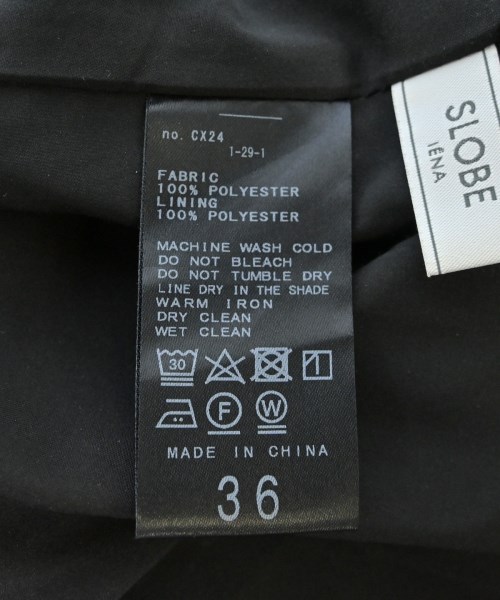 no. CX24
1-29-1
FABRIC
100% POLYESTER
LINING
100% POLYESTER
MACHINE WASH COLD
DO NOT BLEACH
DO NOT TUMBLE DRY
LINE DRY IN THE SHADE
WARM IRON
DRY CLEAN
WET CLEAN
30
F W
MADE IN CHINA
36
SLOBE
IÉNA